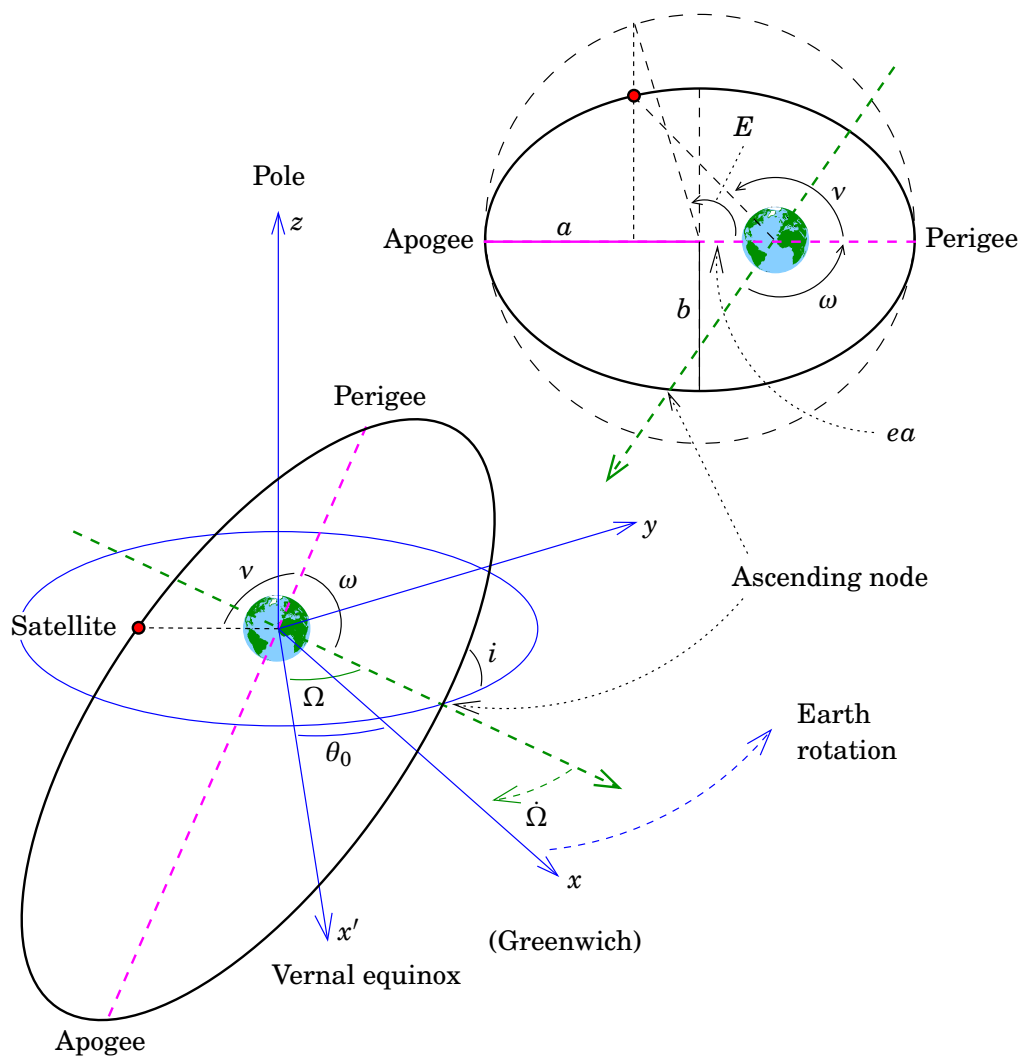 E
Pole
ν
z
Apogee
a
Perigee
ω
b
Perigee
ea
y
ν
ω
Ascending node
Satellite
i
Ω
Earth
rotation
θ₀
Ω̇
x
x′
(Greenwich)
Vernal equinox
Apogee